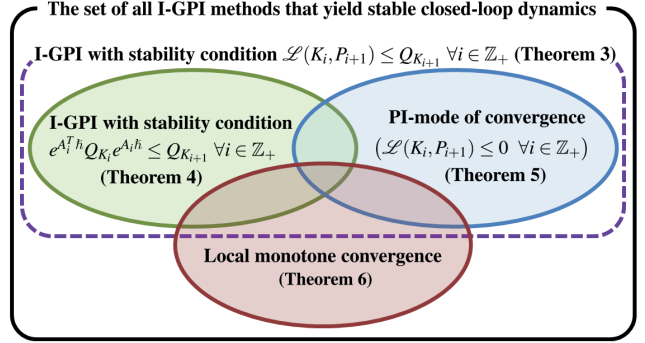 The set of all I-GPI methods that yield stable closed-loop dynamics
I-GPI with stability condition ℒ(K_i, P_{i+1}) ≤ Q_{K_{i+1}} ∀i ∈ ℤ_+ (Theorem 3)
I-GPI with stability condition
e^{A_i^T ħ} Q_{K_i} e^{A_i ħ} ≤ Q_{K_{i+1}} ∀i ∈ ℤ_+
(Theorem 4)
PI-mode of convergence
(ℒ(K_i, P_{i+1}) ≤ 0 ∀i ∈ ℤ_+)
(Theorem 5)
Local monotone convergence
(Theorem 6)